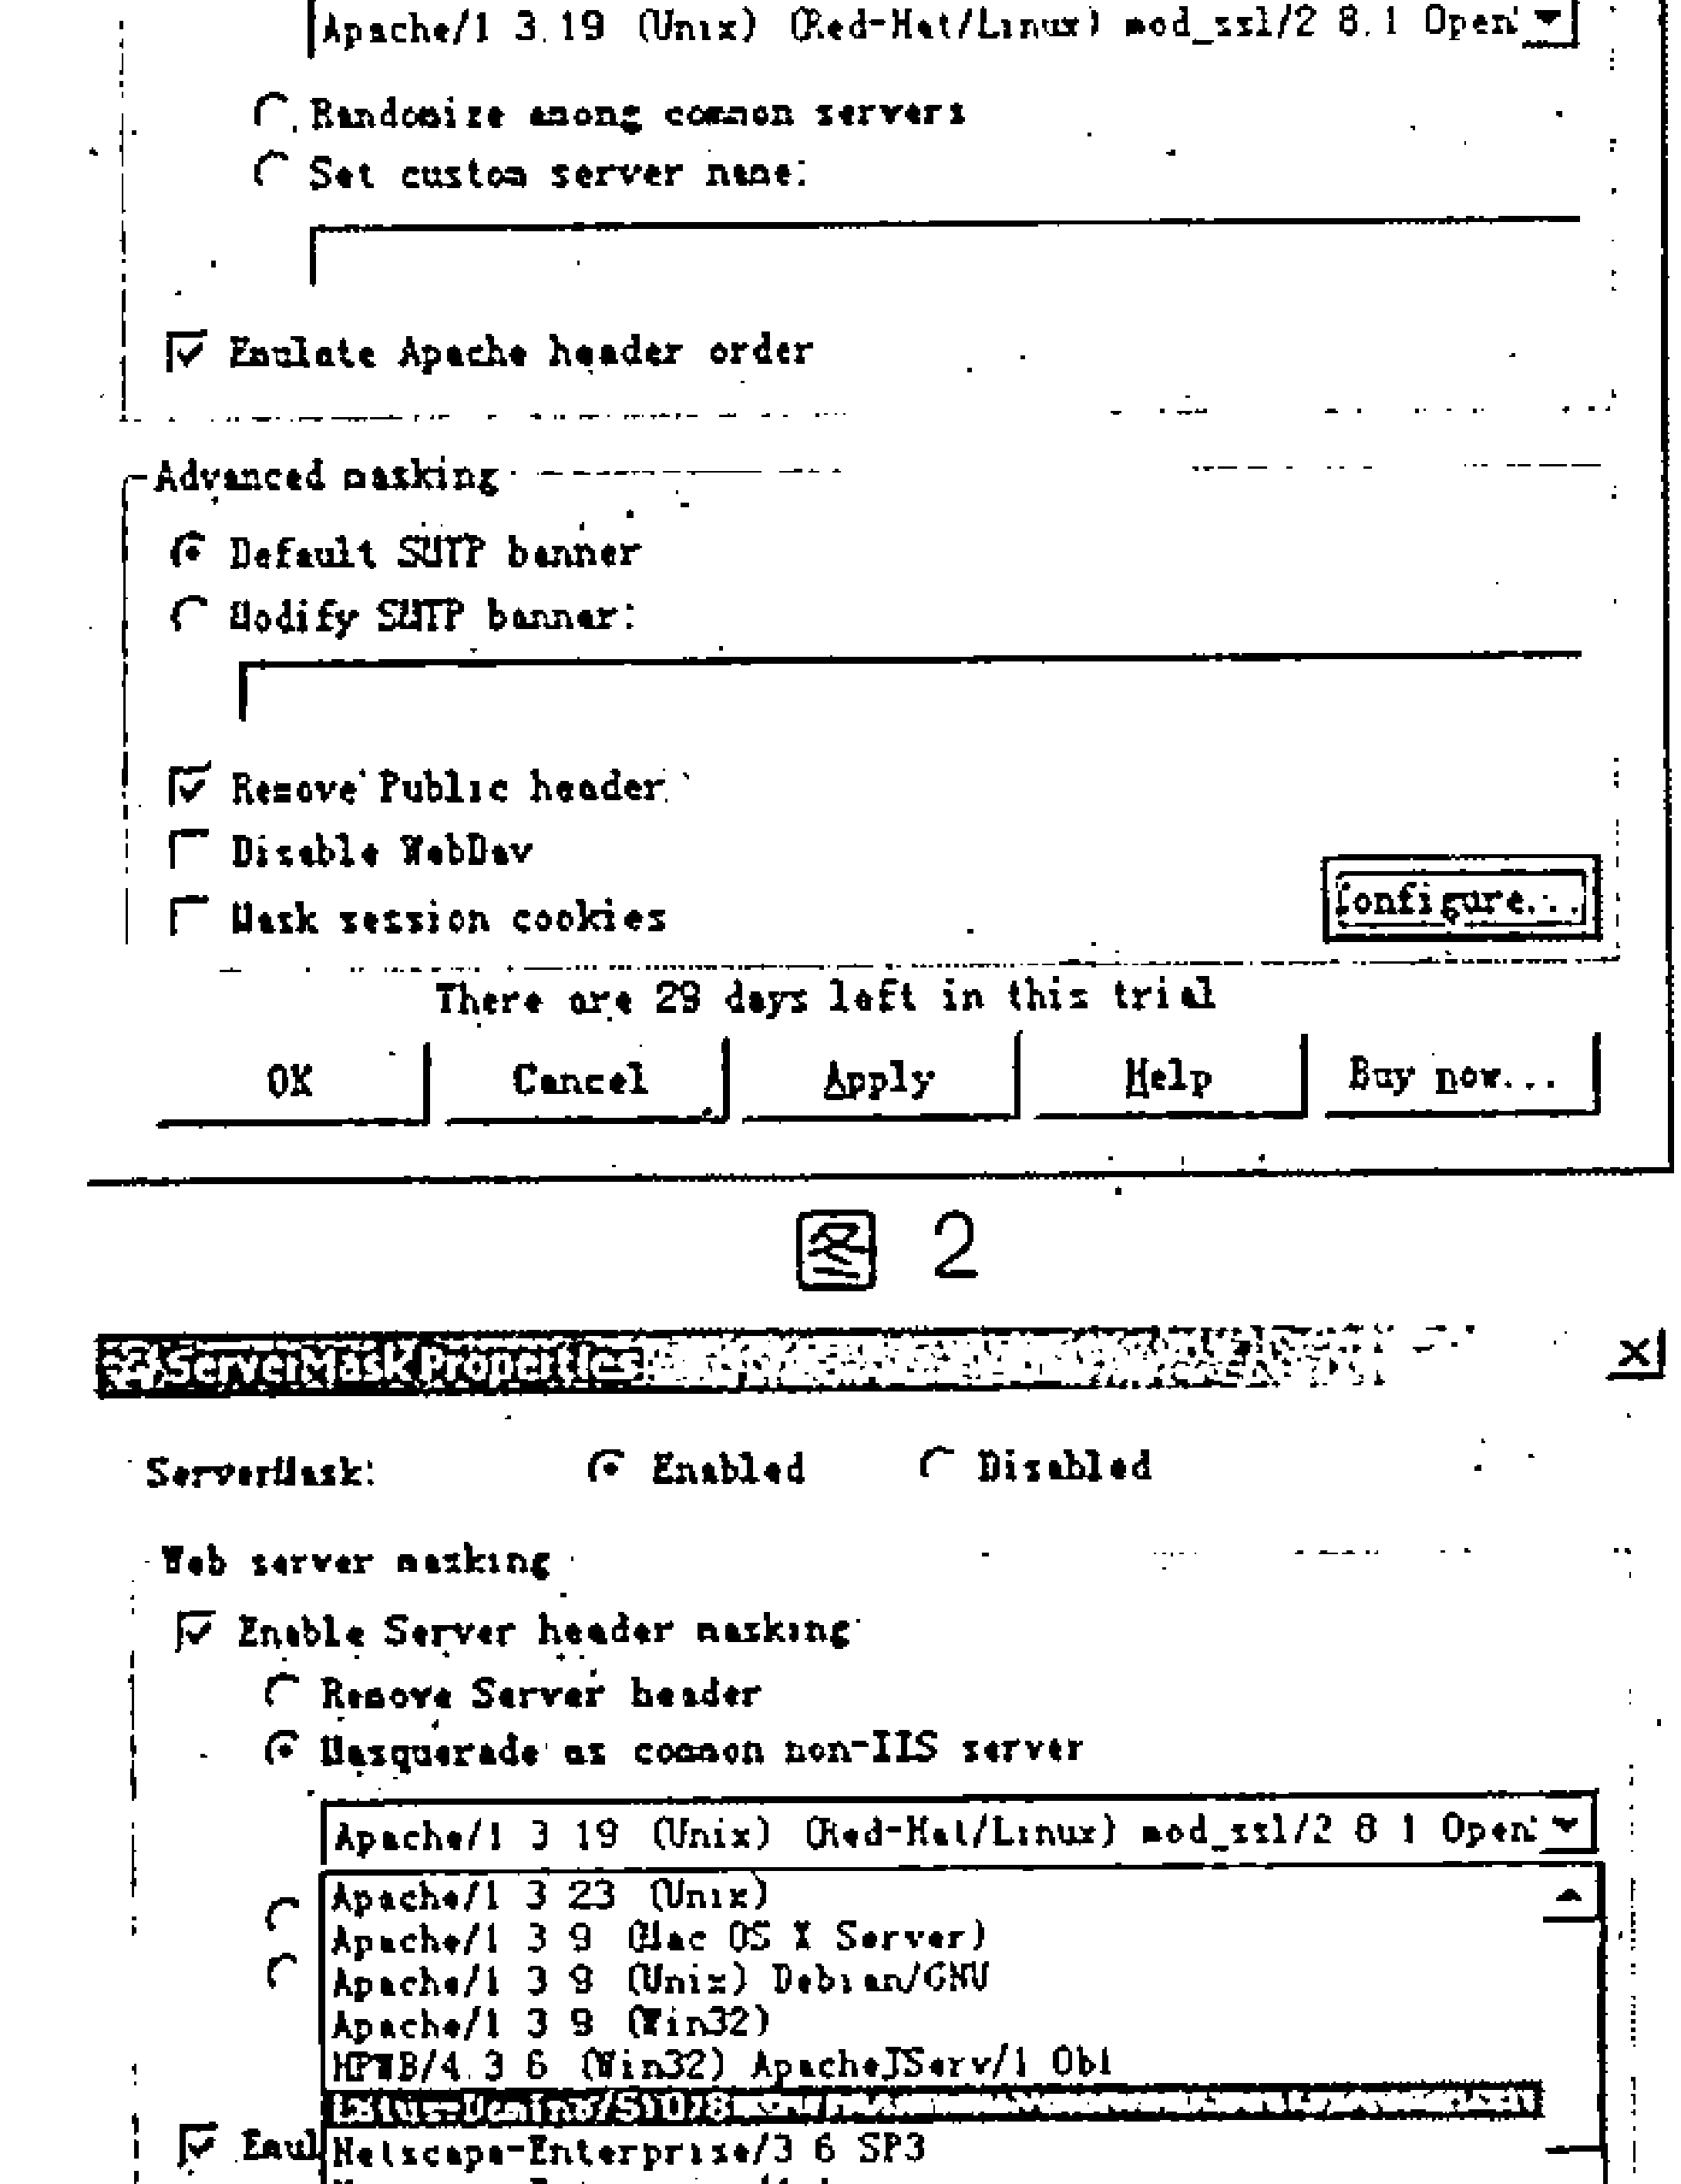 Apache/1 3.19 (Unix) (Red-Hat/Linux) mod_ssl/2 8.1 Open
Randomize among common servers
Set custom server name:
Emulate Apache header order
Advanced masking
Default SMTP banner
Modify SMTP banner:
Remove Public header
Disable WebDav
Mask session cookies
Configure...
There are 29 days left in this trial
OK Cancel Apply Help Buy now...
图 2
ServerMask Properties
ServerMask: Enabled Disabled
Web server masking
Enable Server header masking
Remove Server header
Masquerade as common non-IIS server
Apache/1 3 19 (Unix) (Red-Hat/Linux) mod_ssl/2 8 1 Open
Apache/1 3 23 (Unix)
Apache/1 3 9 (Mac OS X Server)
Apache/1 3 9 (Unix) Debian/GNU
Apache/1 3 9 (Win32)
HPWB/4.3 6 (Win32) ApacheJServ/1 0b1
Emul
Netscape-Enterprise/3 6 SP3